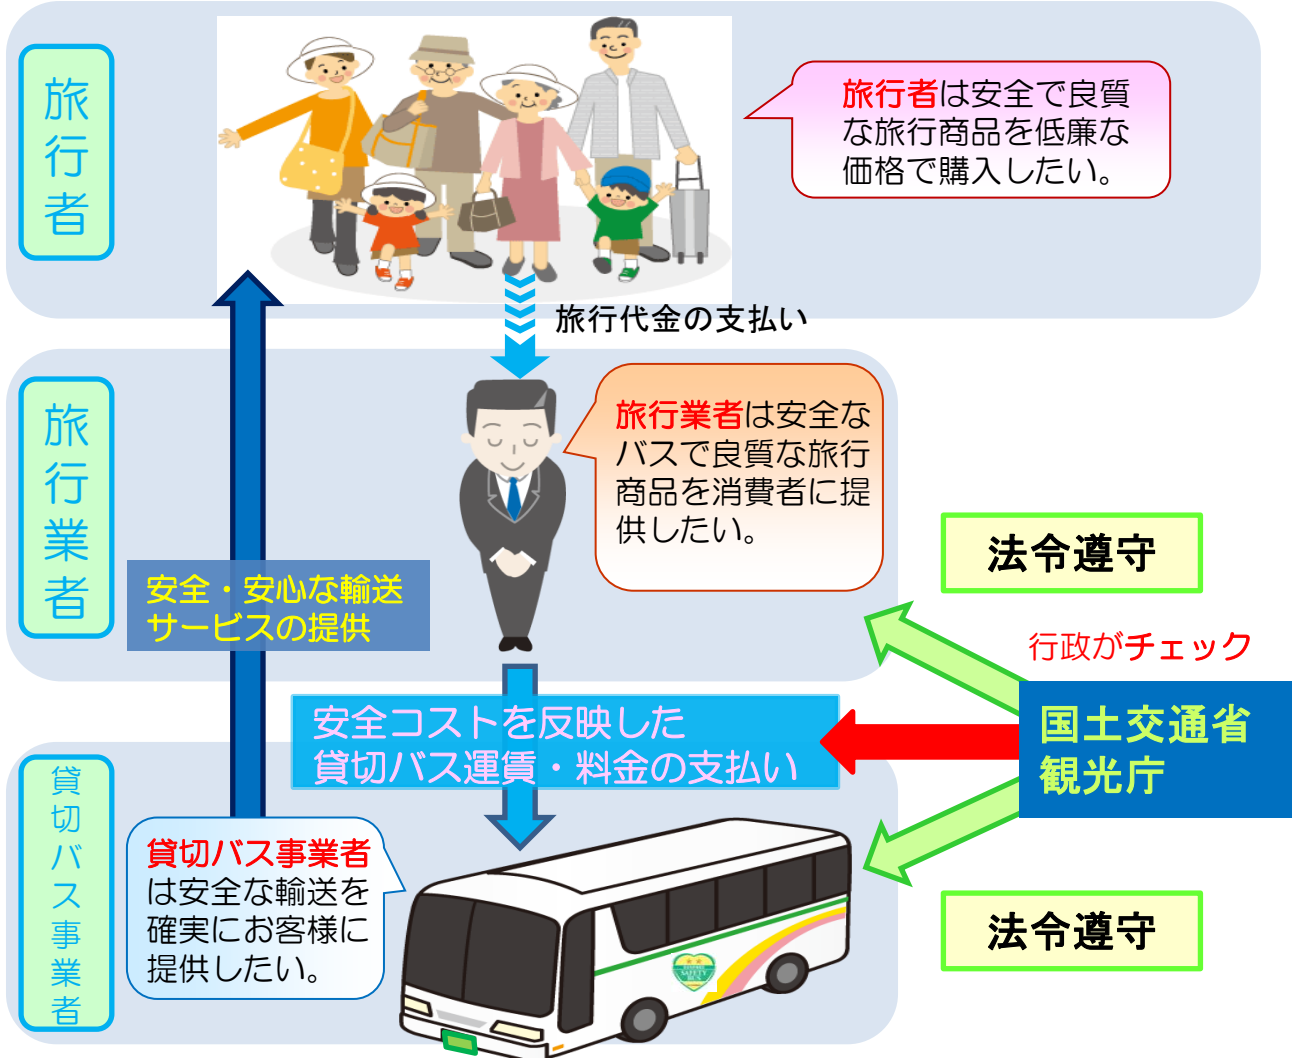 旅行者
旅行者は安全で良質
な旅行商品を低廉な
価格で購入したい。
旅行代金の支払い
旅行業者
旅行業者は安全な
バスで良質な旅行
商品を消費者に提
供したい。
法令遵守
安全・安心な輸送
サービスの提供
行政がチェック
国土交通省
観光庁
安全コストを反映した
貸切バス運賃・料金の支払い
貸切バス事業者
貸切バス事業者
は安全な輸送を
確実にお客様に
提供したい。
法令遵守
SAFETY
BUS